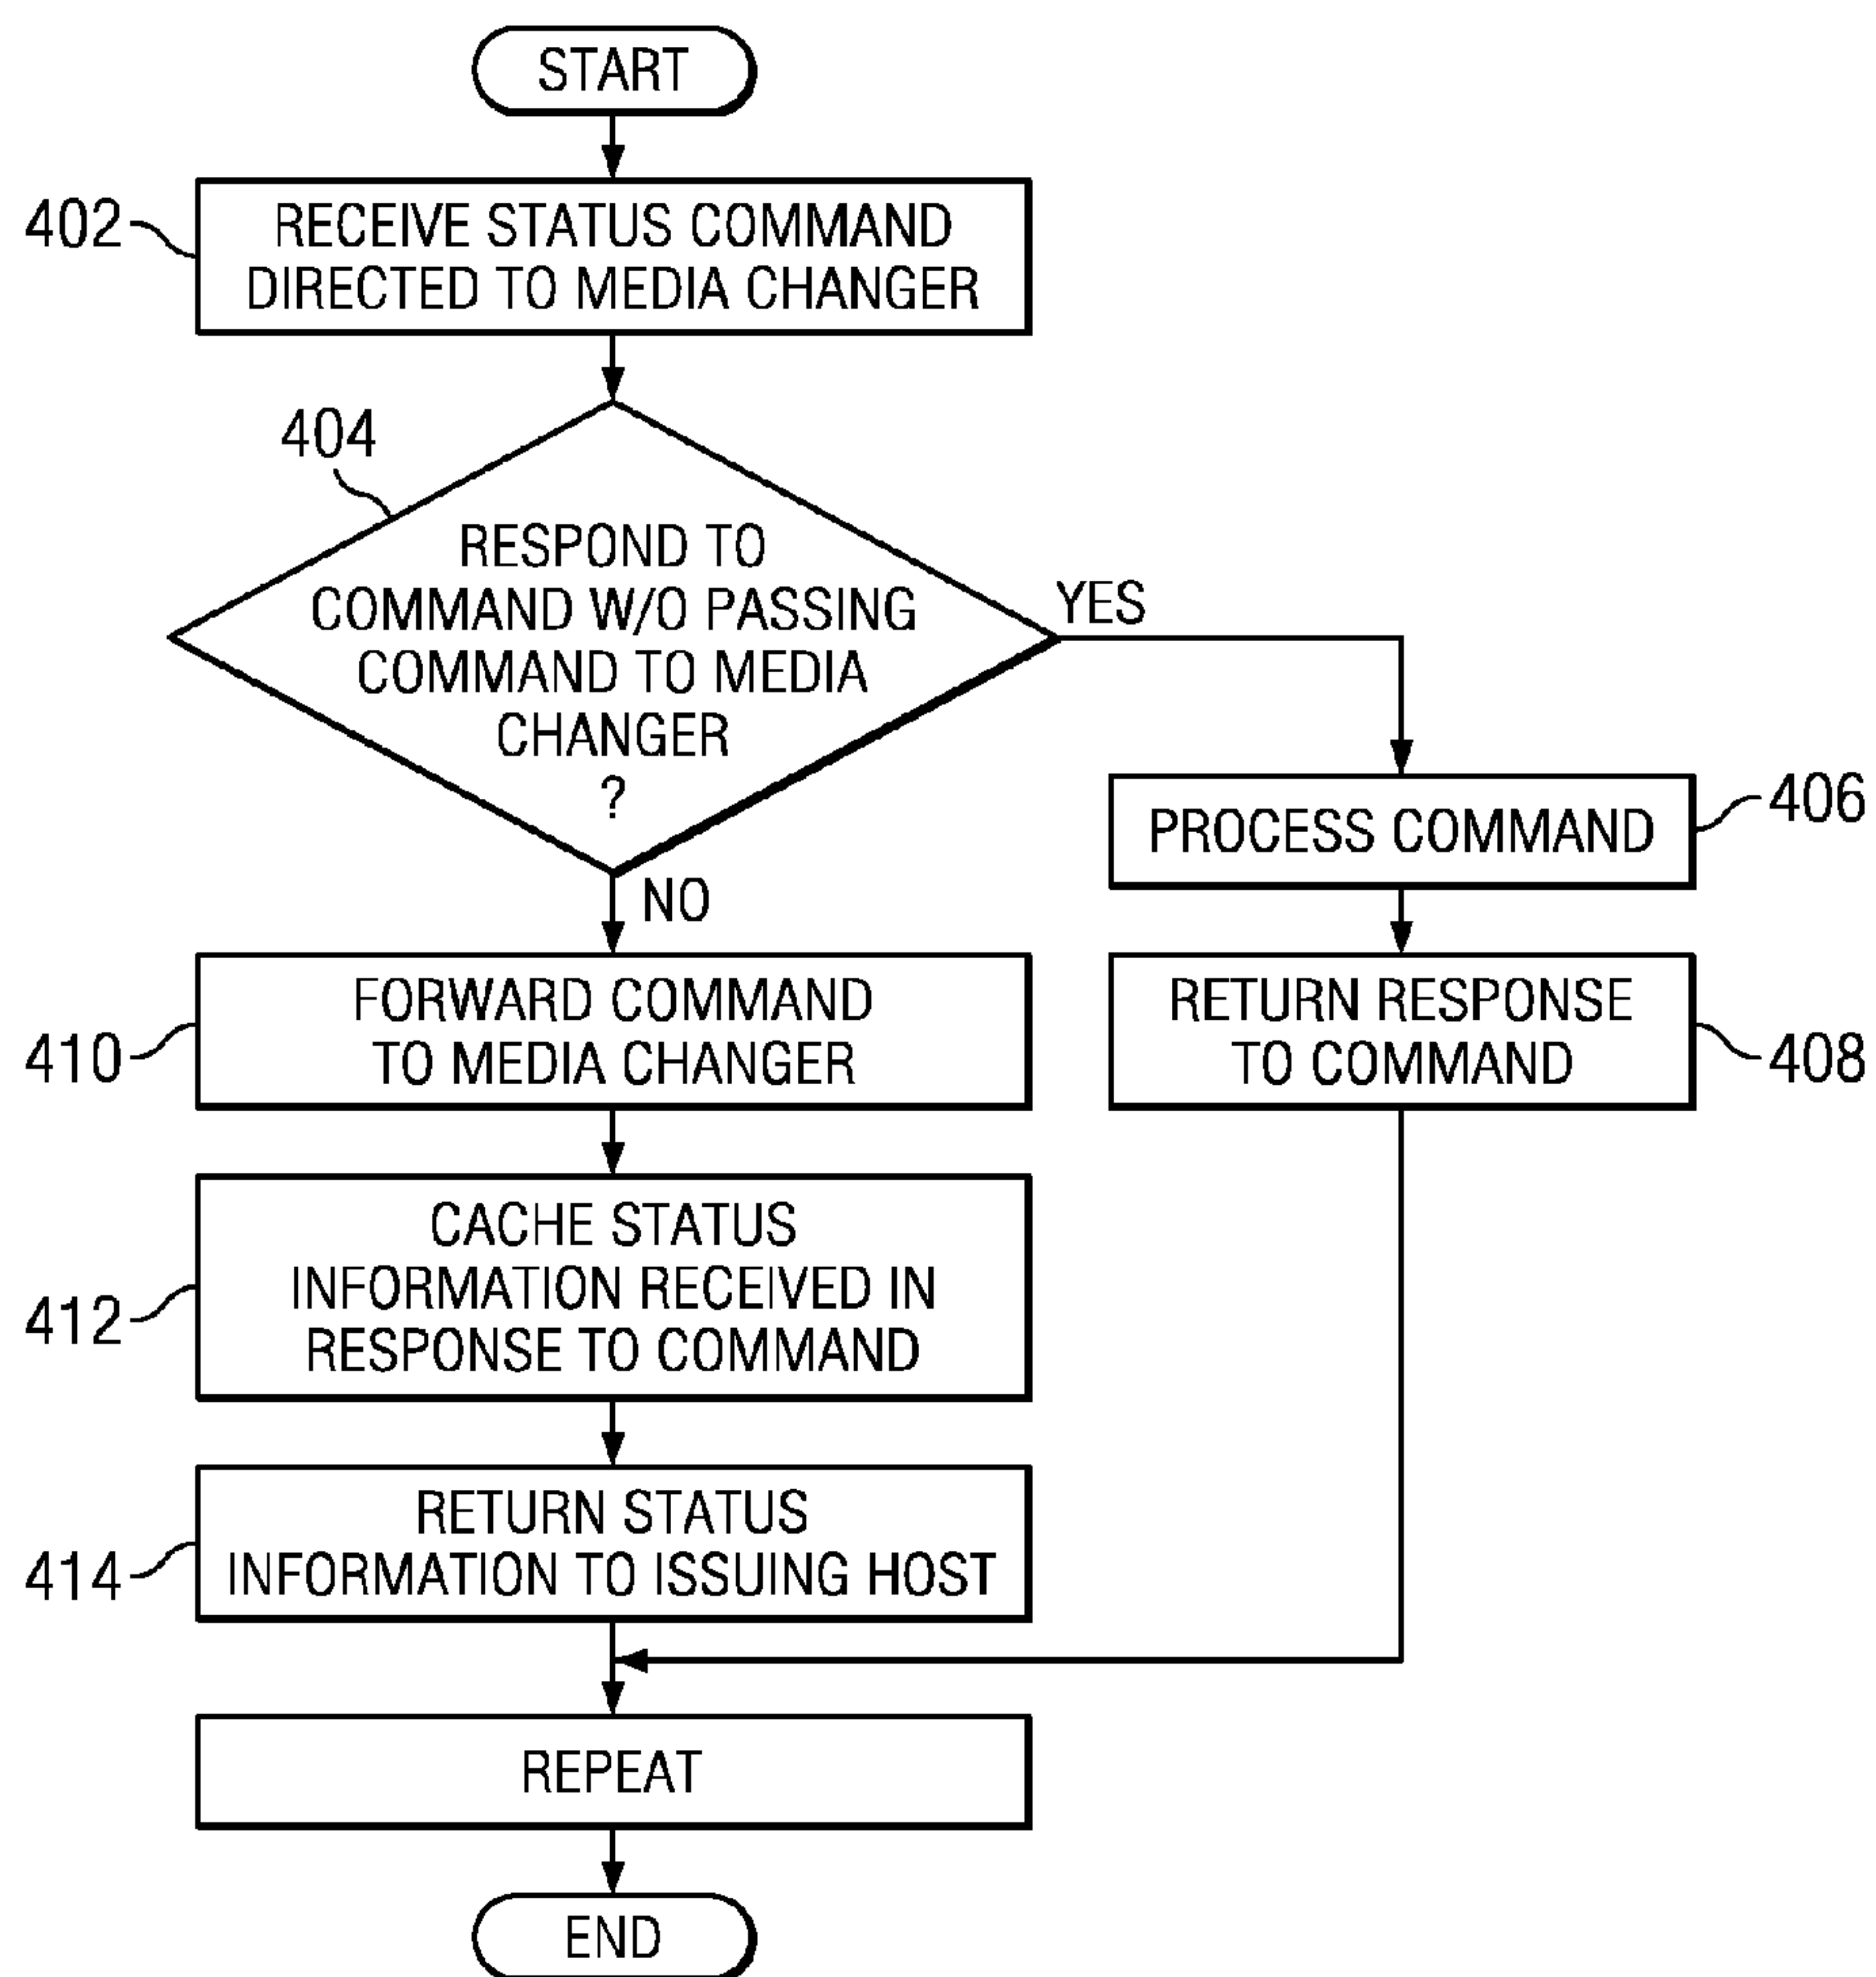 START
402
RECEIVE STATUS COMMAND
DIRECTED TO MEDIA CHANGER
404
RESPOND TO
COMMAND W/O PASSING
COMMAND TO MEDIA
CHANGER
?
YES
NO
PROCESS COMMAND
406
RETURN RESPONSE
TO COMMAND
408
410
FORWARD COMMAND
TO MEDIA CHANGER
412
CACHE STATUS
INFORMATION RECEIVED IN
RESPONSE TO COMMAND
414
RETURN STATUS
INFORMATION TO ISSUING HOST
REPEAT
END